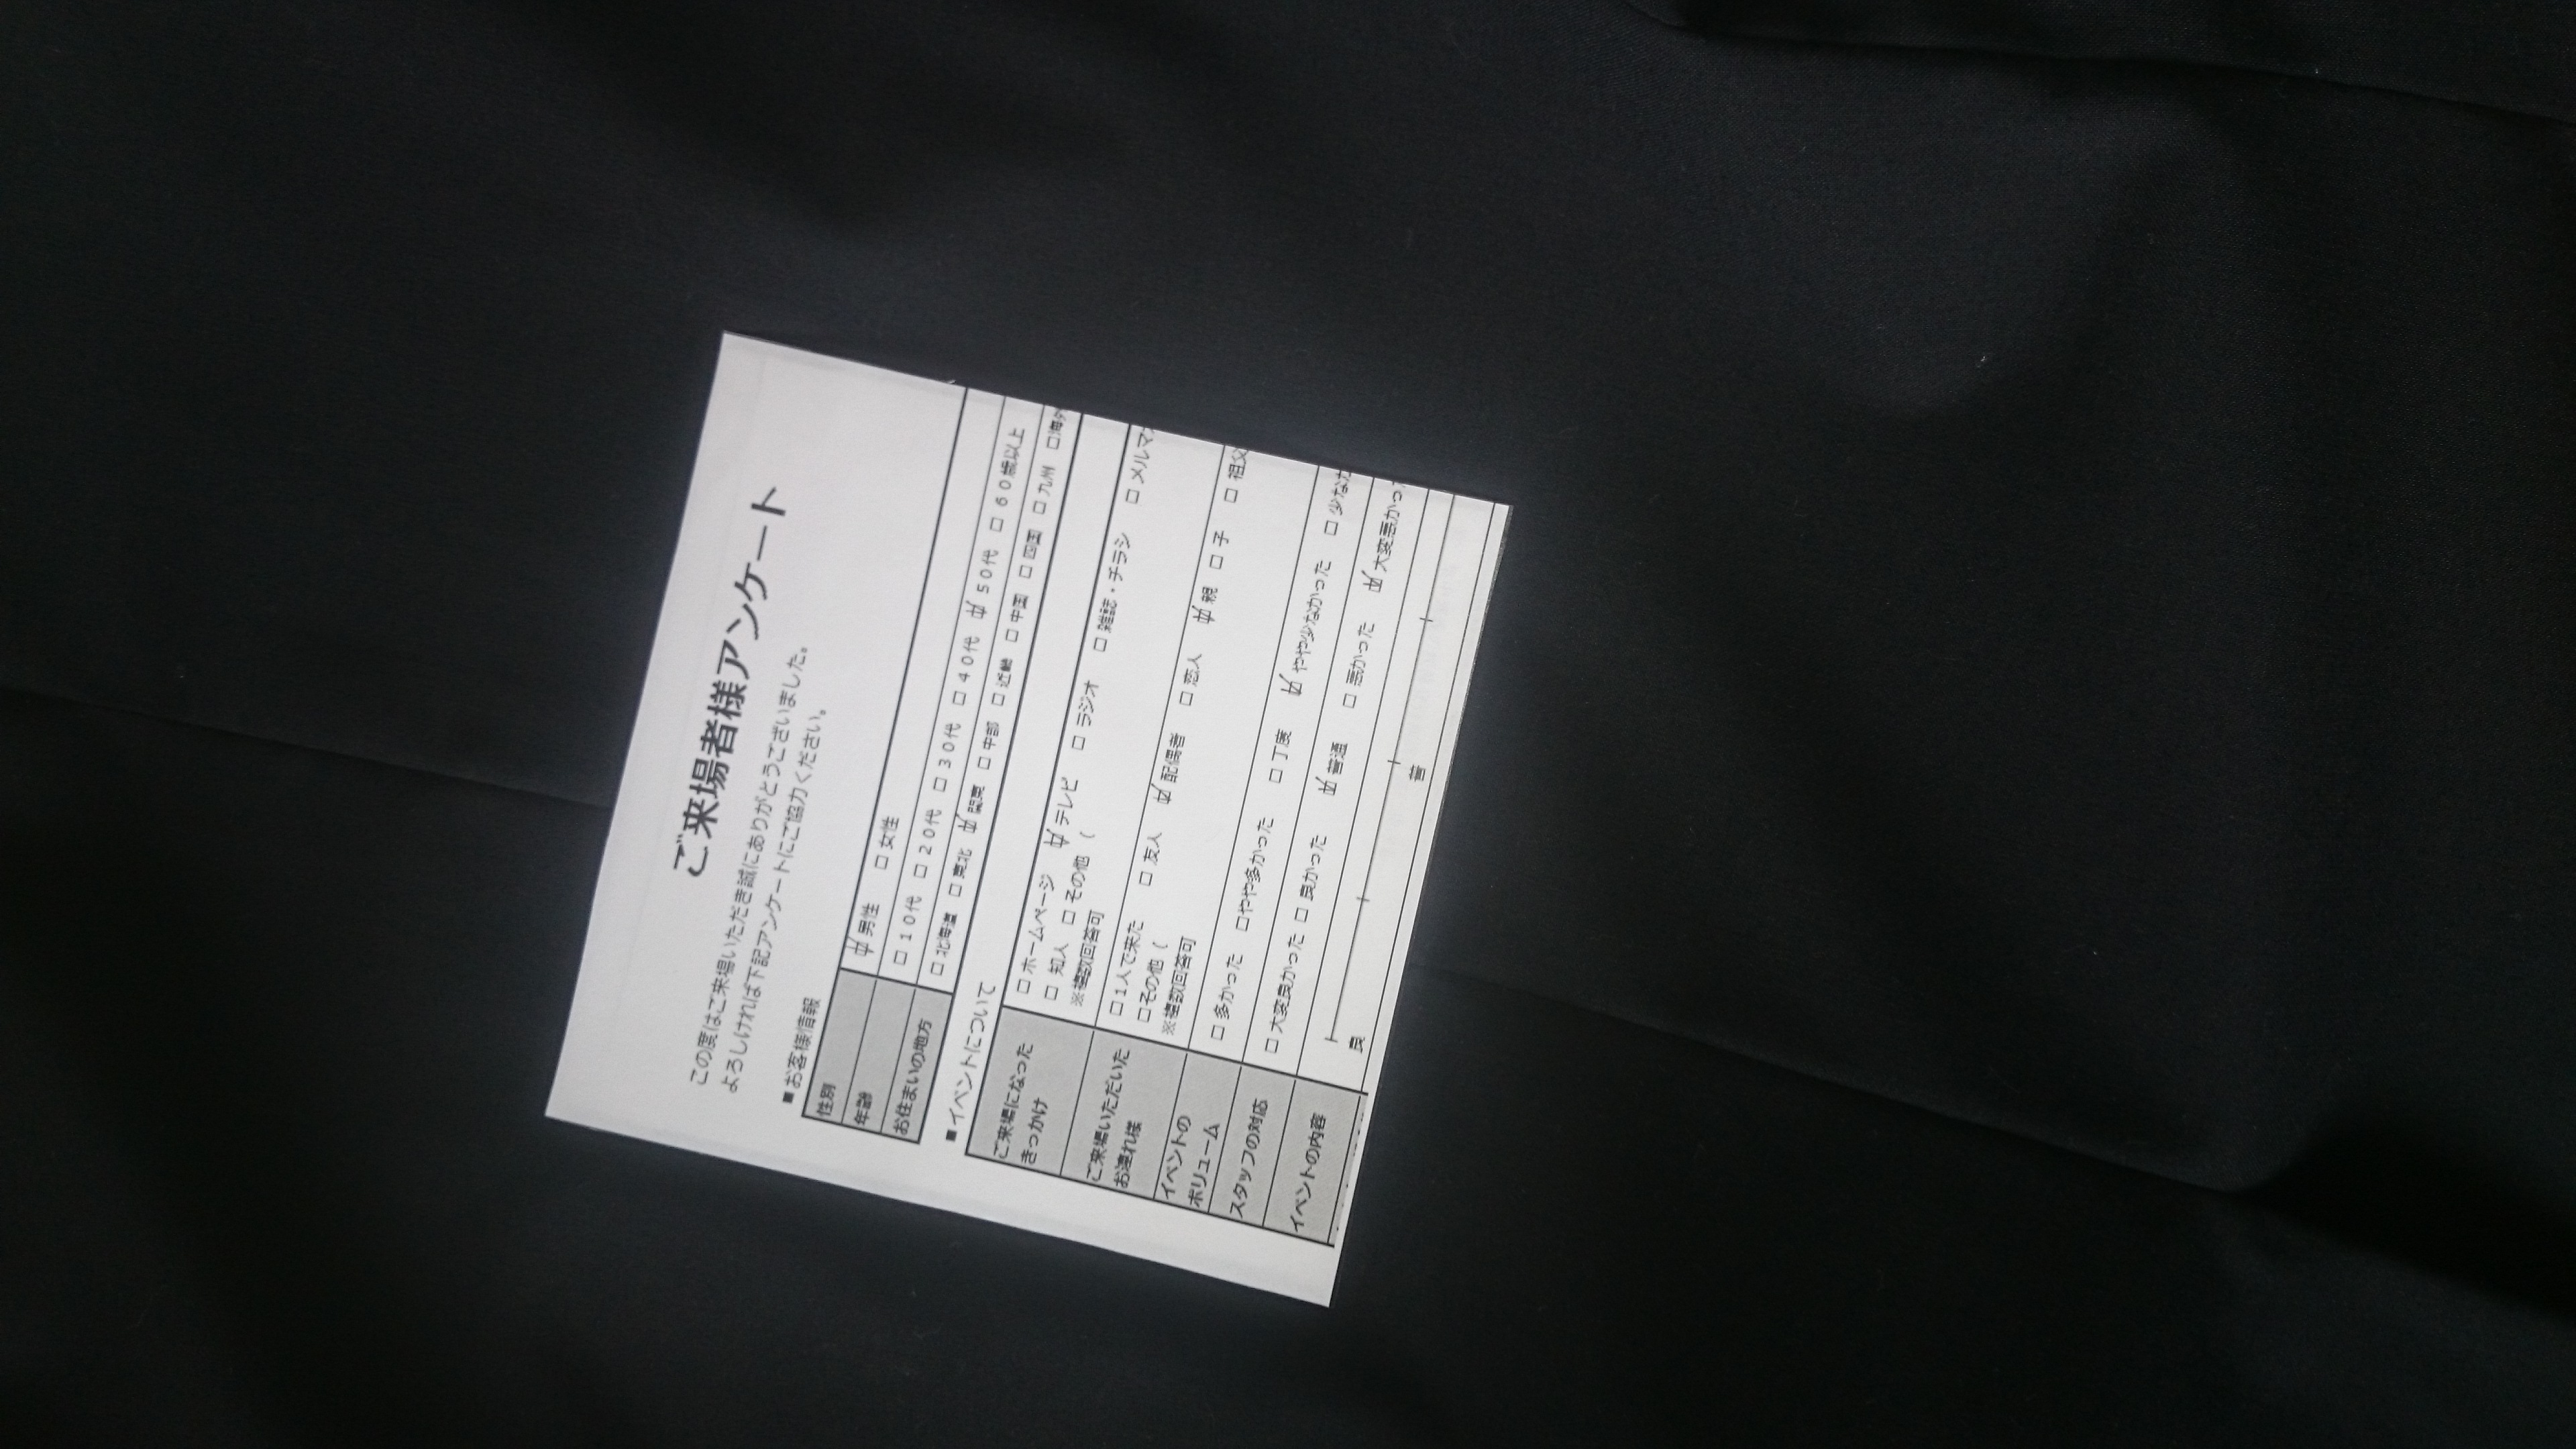 ご来場者様アンケート
この度はご来場いただき誠にありがとうございました。
よろしければ下記アンケートにご協力ください。
■お客様情報
性別 ☑ 男性 □ 女性
年齢 □ 10代 □ 20代 □ 30代 □ 40代 ☑ 50代 □ 60歳以上
お住まいの地方 □ 北海道 □ 東北 ☑ 関東 □ 中部 □ 近畿 □ 中国 □ 四国 □ 九州 □海外
■イベントについて
ご来場になった
きっかけ
□ ホームページ ☑ テレビ □ ラジオ □ 雑誌・チラシ □ メルマガ
□ 知人 □ その他 (
※複数回答可
ご来場いただいた
お連れ様
□1人で来た □ 友人 ☑ 配偶者 □ 恋人 ☑ 親 □ 子 □ 祖父
□その他 (
※複数回答可
イベントの
ボリューム
□ 多かった □やや多かった □ 丁度 ☑ やや少なかった □ 少なか
スタッフの対応 □ 大変良かった □ 良かった ☑ 普通 □ 悪かった ☑ 大変悪かっ
イベントの内容
良 普